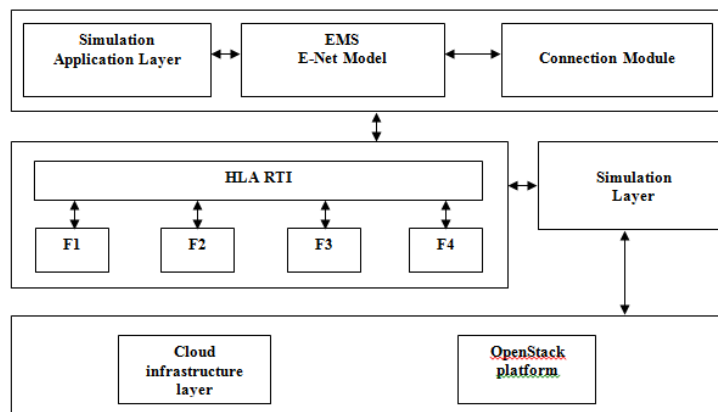 Simulation
Application Layer
EMS
E-Net Model
Connection Module
HLA RTI
F1
F2
F3
F4
Simulation
Layer
Cloud
infrastructure
layer
OpenStack
platform